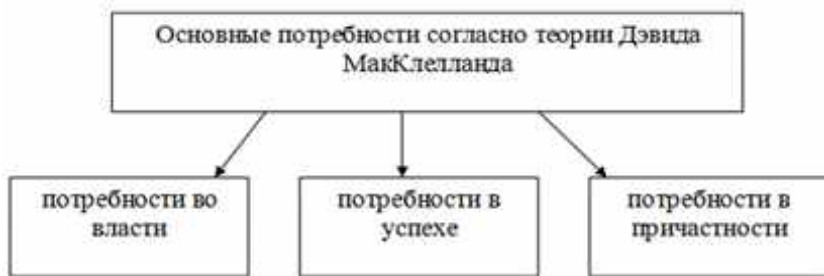 Основные потребности согласно теории Дэвида
МакКлелланда
потребности во
власти
потребности в
успехе
потребности в
причастности